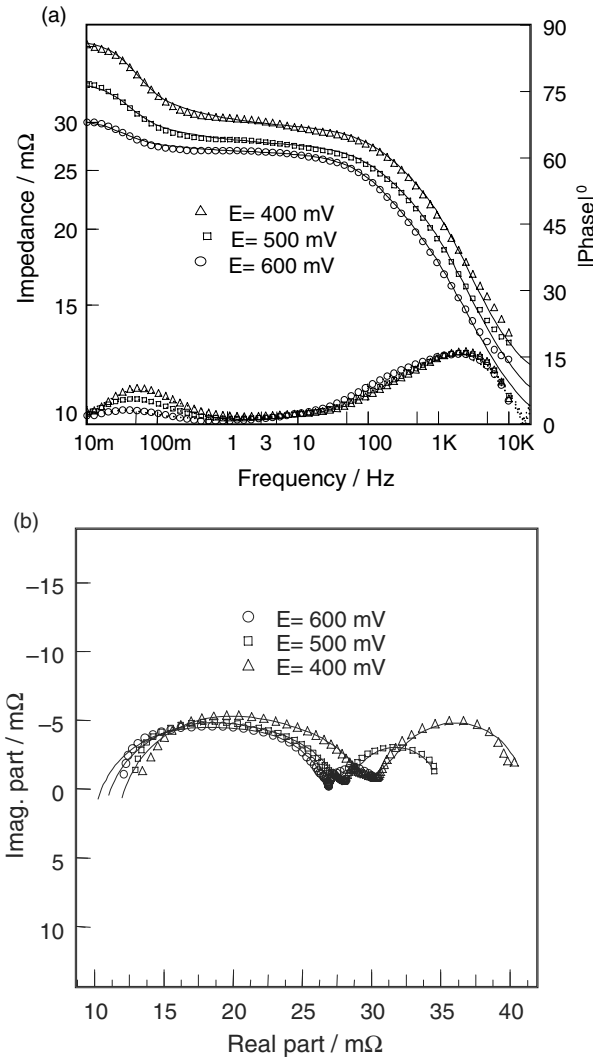 (a)
90
75
60
45
30
15
0
30
25
20
15
10
Impedance / mΩ
|Phase|⁰
E= 400 mV
E= 500 mV
E= 600 mV
10m 100m 1 3 10 100 1K 10K
Frequency / Hz
(b)
−15
−10
−5
0
5
10
Imag. part / mΩ
E= 600 mV
E= 500 mV
E= 400 mV
10 15 20 25 30 35 40
Real part / mΩ